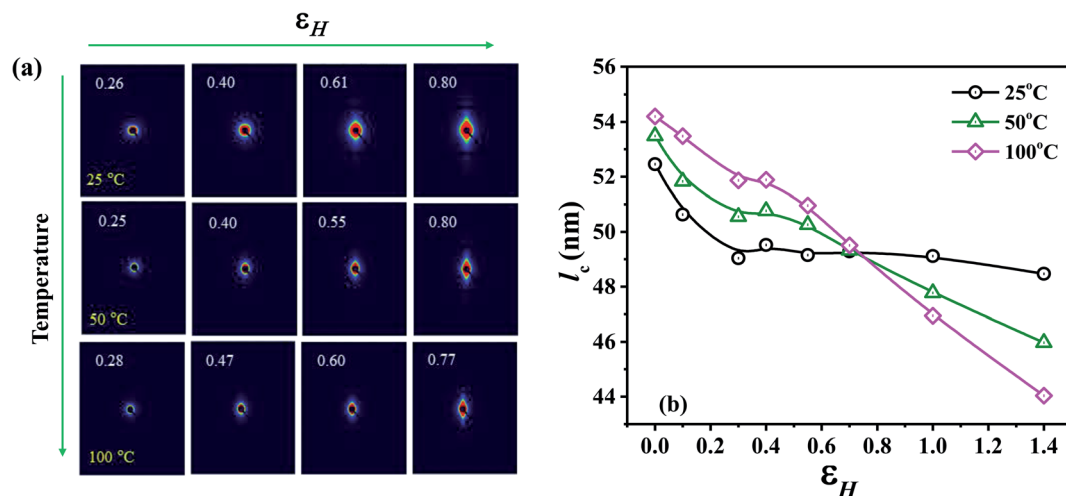 ε_H
(a)
Temperature
0.26 0.40 0.61 0.80
25 °C
0.25 0.40 0.55 0.80
50 °C
0.28 0.47 0.60 0.77
100 °C
l_c (nm)
56
54
52
50
48
46
44
25°C
50°C
100°C
(b)
0.0 0.2 0.4 0.6 0.8 1.0 1.2 1.4
ε_H